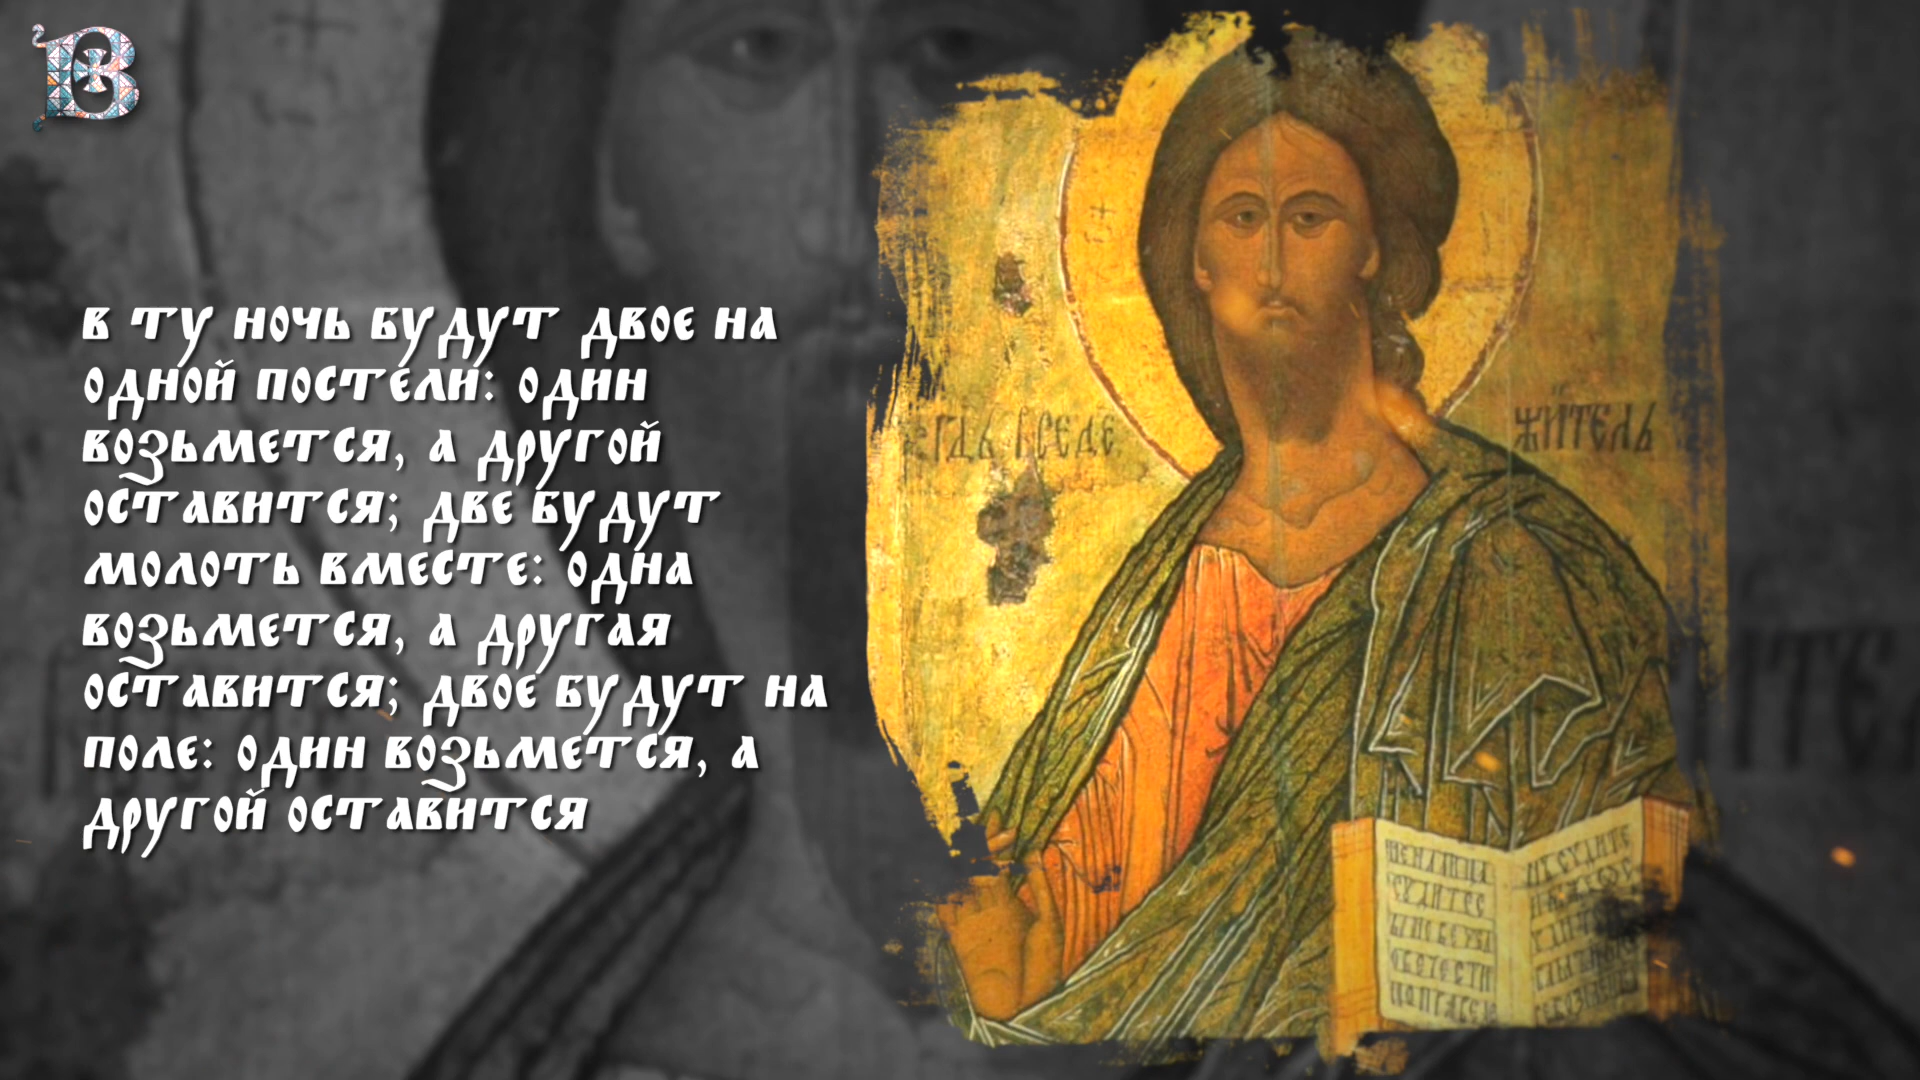 в ту ночь будут двое на
одной постели: один
возьмется, а другой
оставится; две будут
молоть вместе: одна
возьмется, а другая
оставится; двое будут на
поле: один возьмется, а
другой оставится
ЖИТЕЛЬ